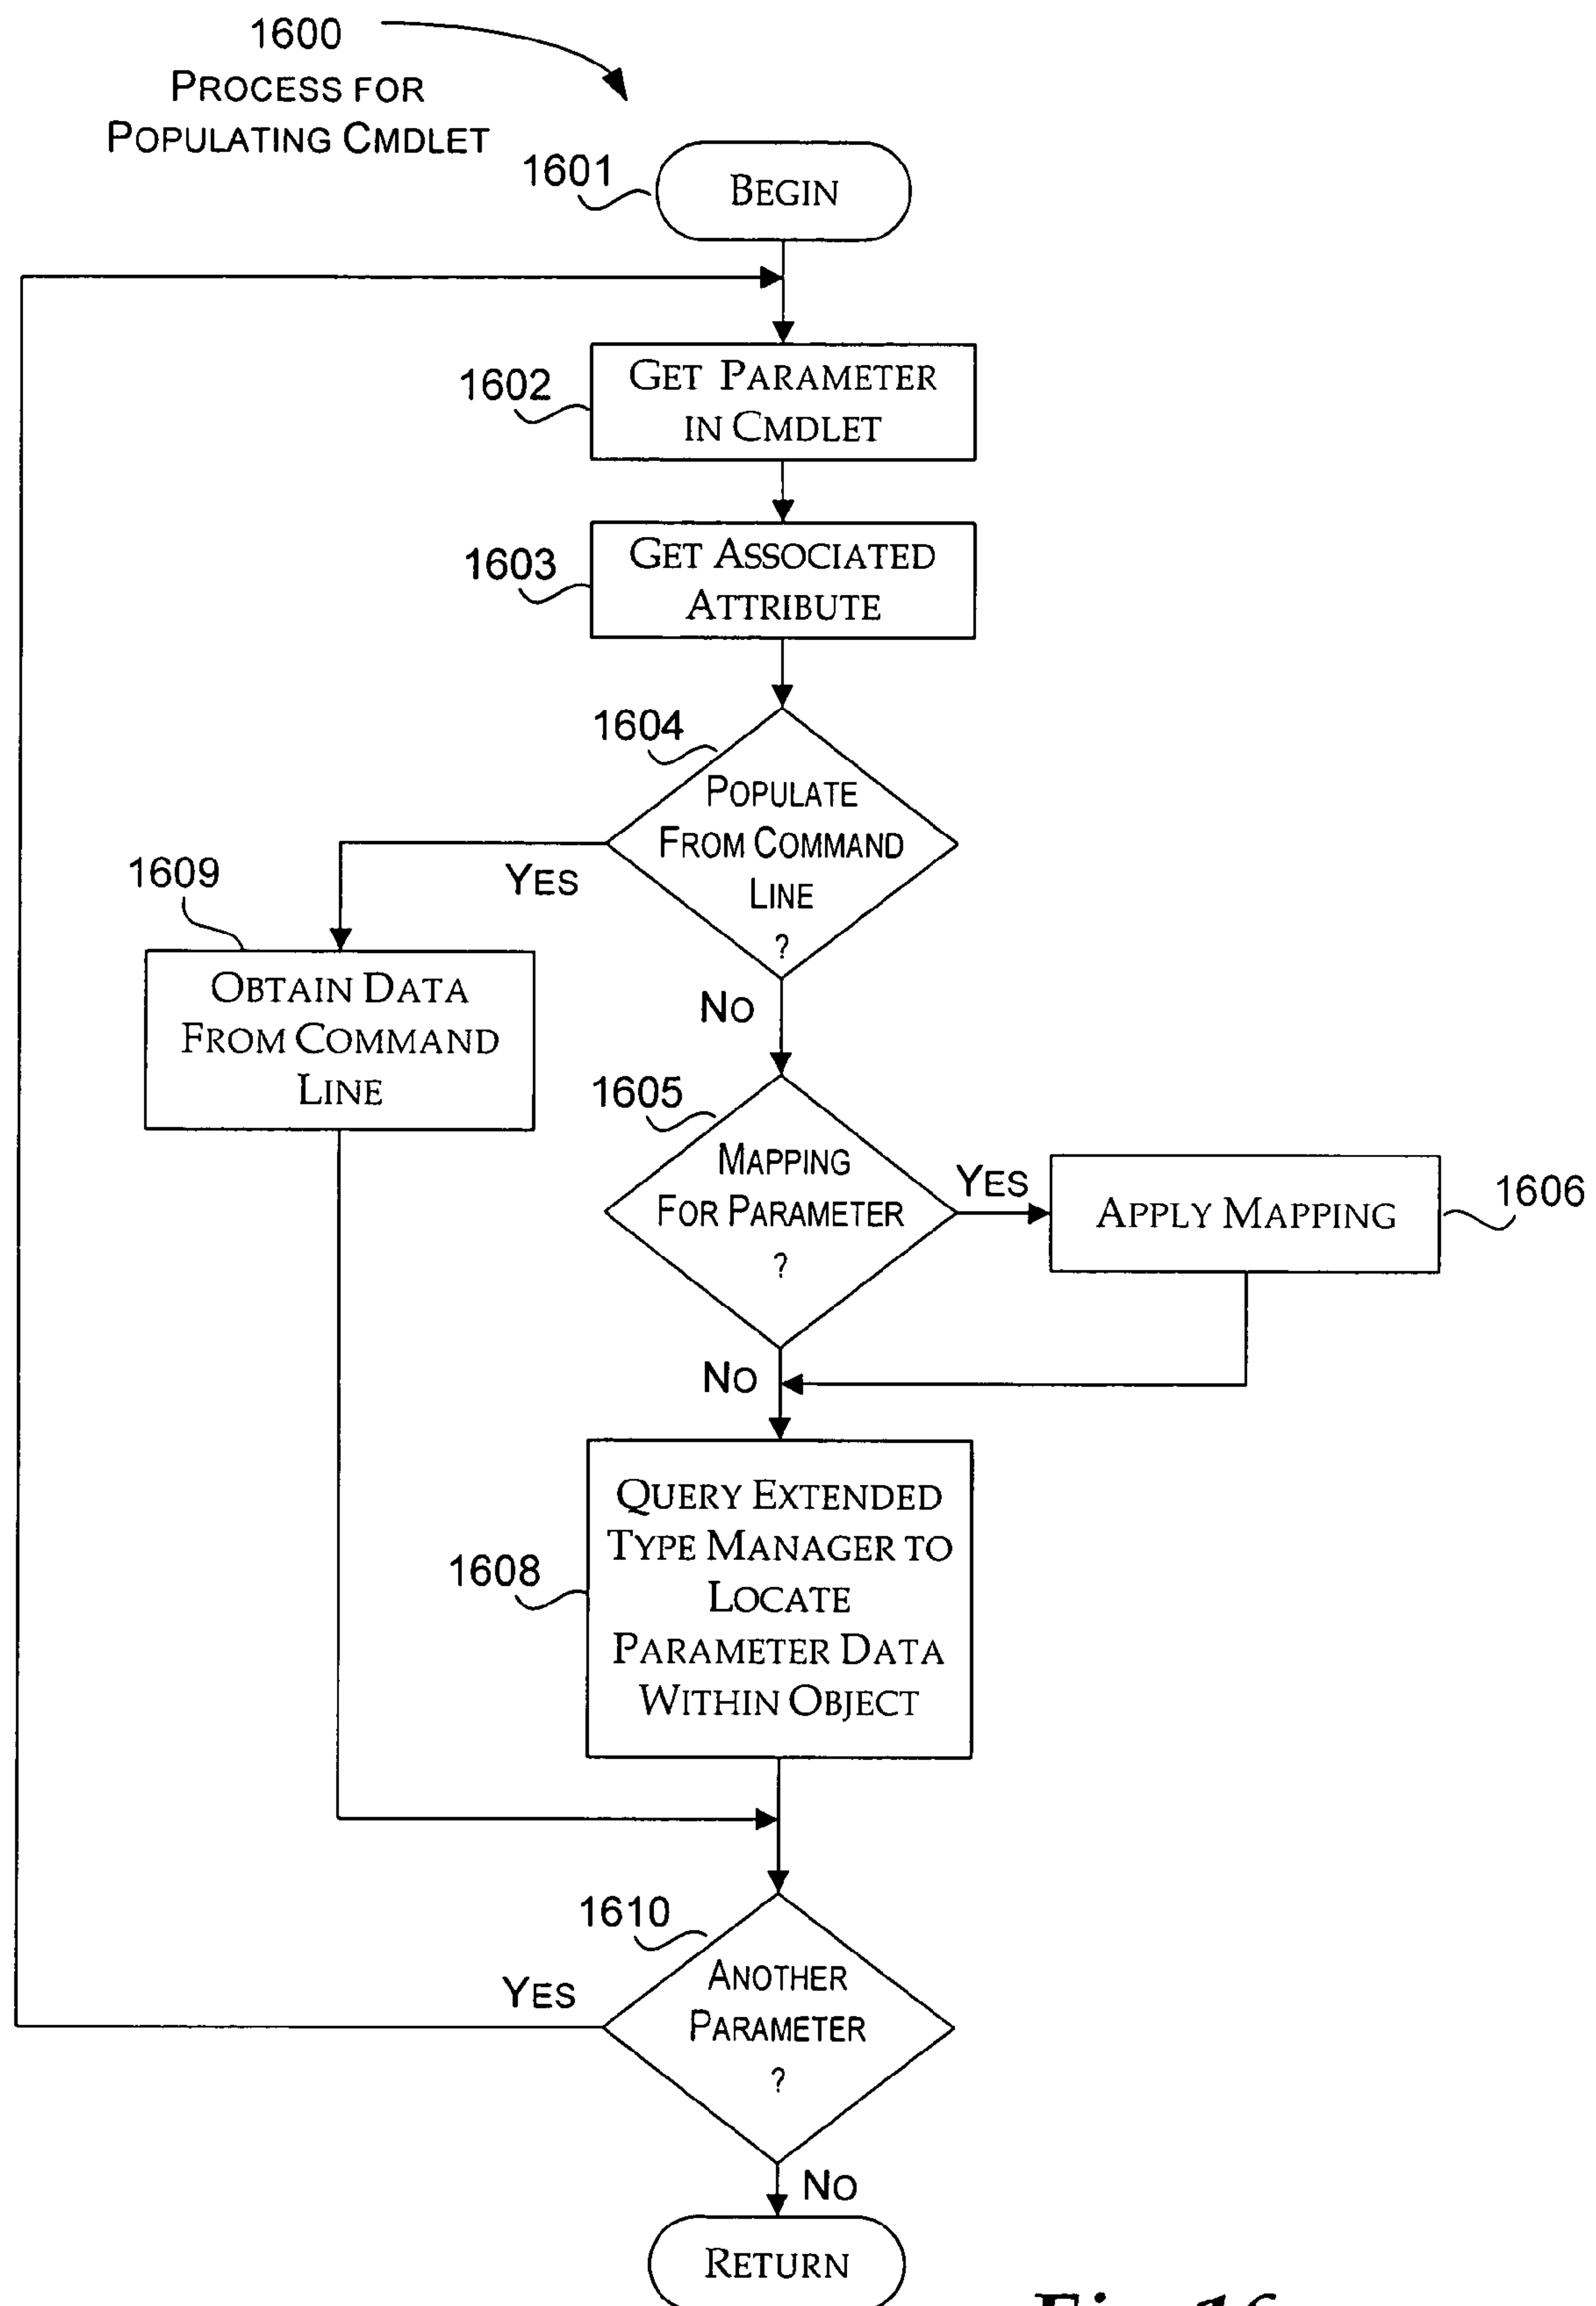 1600
PROCESS FOR
POPULATING CMDLET
1601
BEGIN
1602
GET PARAMETER
IN CMDLET
1603
GET ASSOCIATED
ATTRIBUTE
1604
POPULATE
FROM COMMAND
LINE
?
YES
NO
1609
OBTAIN DATA
FROM COMMAND
LINE
1605
MAPPING
FOR PARAMETER
?
YES
1606
APPLY MAPPING
NO
1608
QUERY EXTENDED
TYPE MANAGER TO
LOCATE
PARAMETER DATA
WITHIN OBJECT
1610
ANOTHER
PARAMETER
?
YES
NO
RETURN